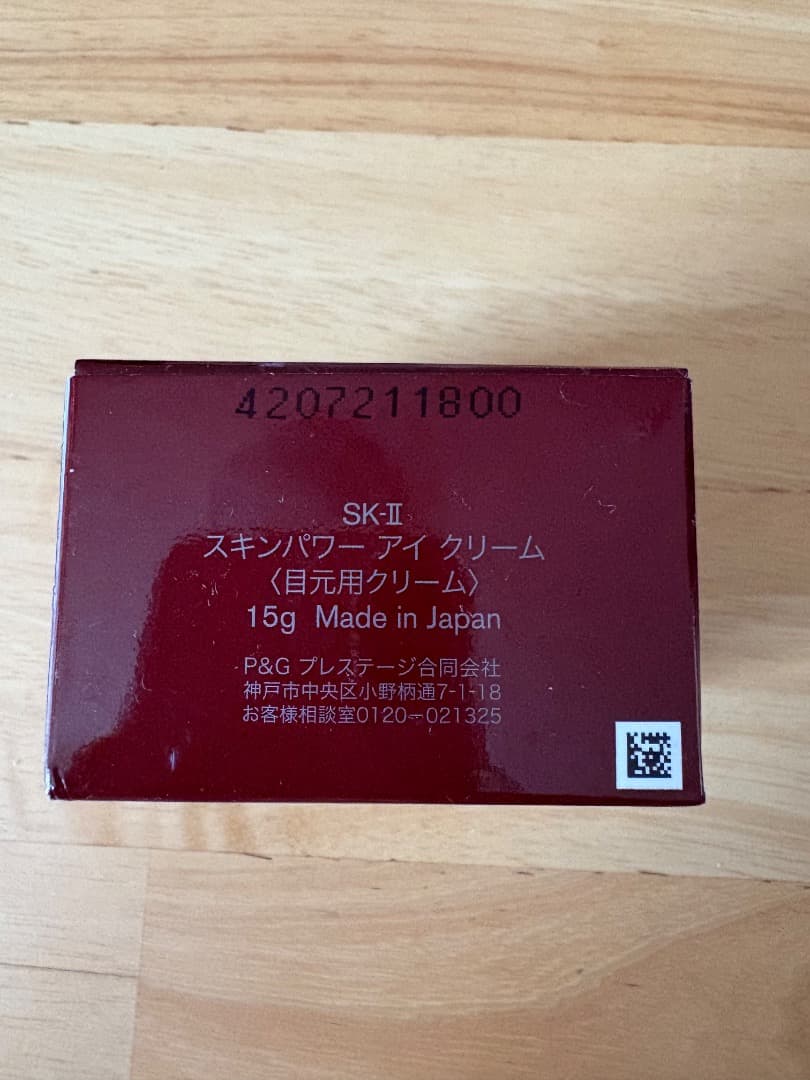 4207211800
SK-Ⅱ
スキンパワー アイ クリーム
〈目元用クリーム〉
15g Made in Japan
P&G プレステージ合同会社
神戸市中央区小野柄通7-1-18
お客様相談室0120-021325